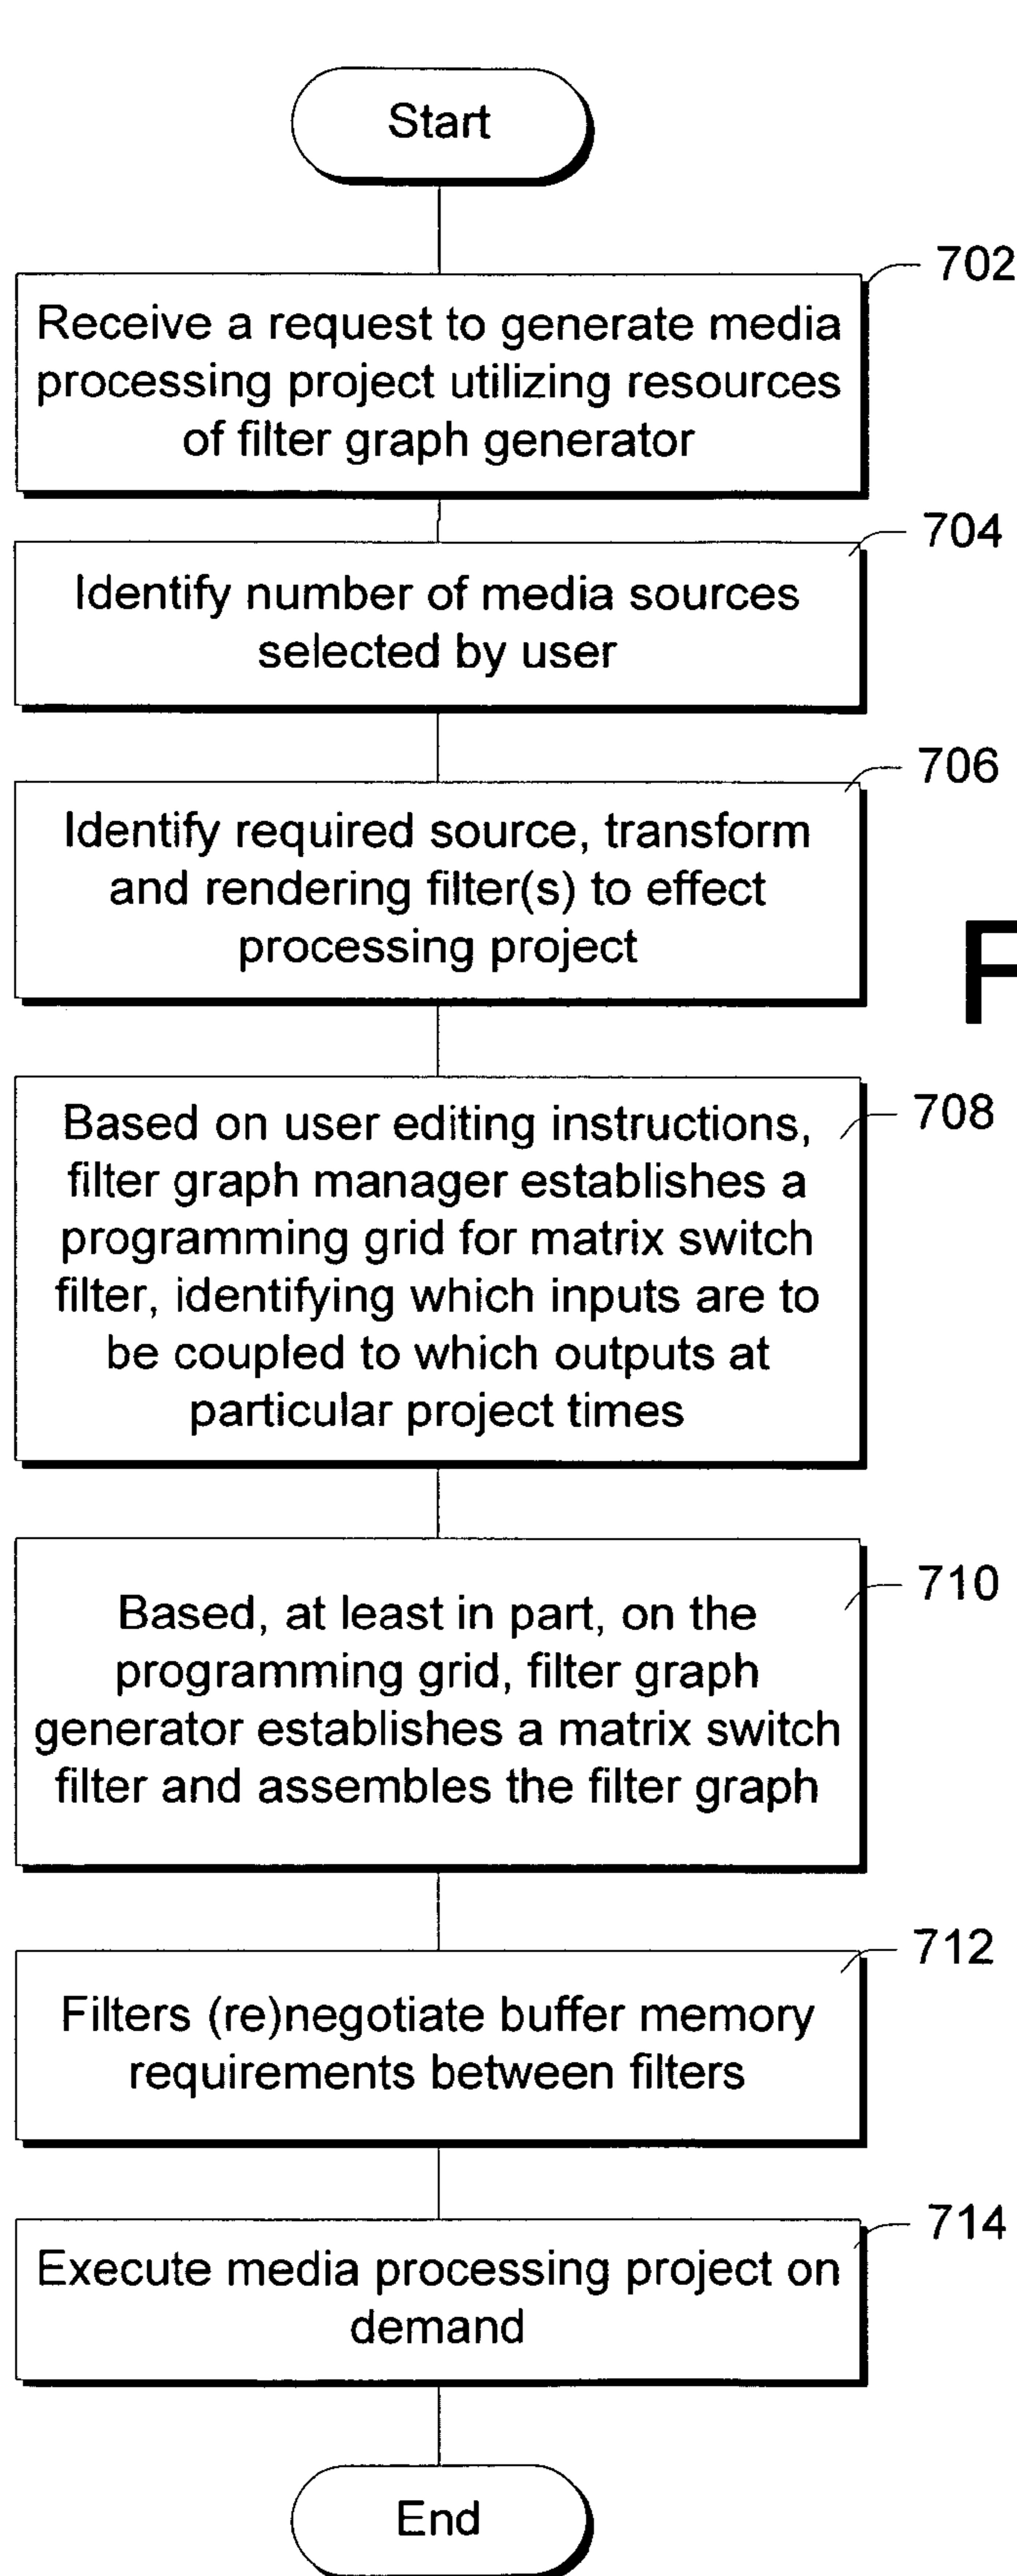 Start
702
Receive a request to generate media
processing project utilizing resources
of filter graph generator
704
Identify number of media sources
selected by user
706
Identify required source, transform
and rendering filter(s) to effect
processing project
F
708
Based on user editing instructions,
filter graph manager establishes a
programming grid for matrix switch
filter, identifying which inputs are to
be coupled to which outputs at
particular project times
710
Based, at least in part, on the
programming grid, filter graph
generator establishes a matrix switch
filter and assembles the filter graph
712
Filters (re)negotiate buffer memory
requirements between filters
714
Execute media processing project on
demand
End